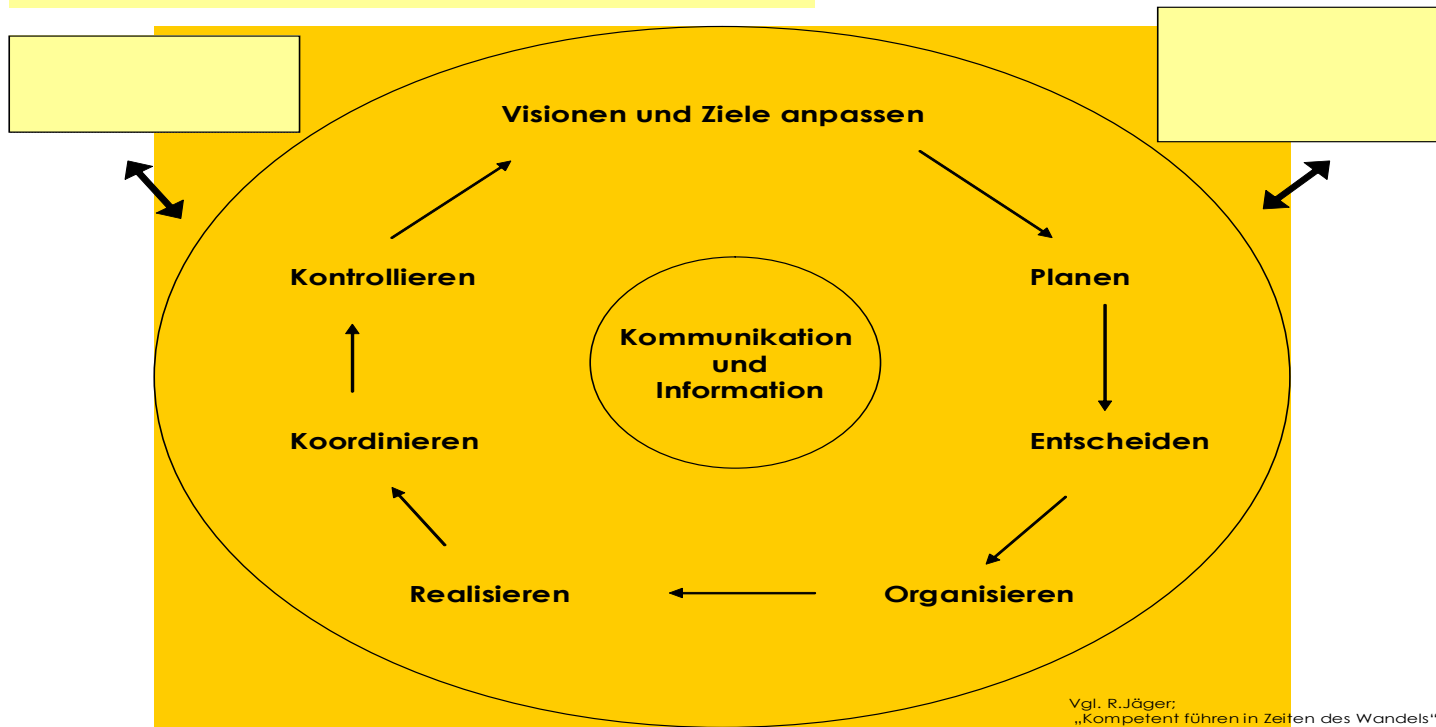 Visionen und Ziele anpassen
Kontrollieren
Planen
Kommunikation
und
Information
Koordinieren
Entscheiden
Realisieren
Organisieren
Vgl. R.Jäger;
„Kompetent führen in Zeiten des Wandels“